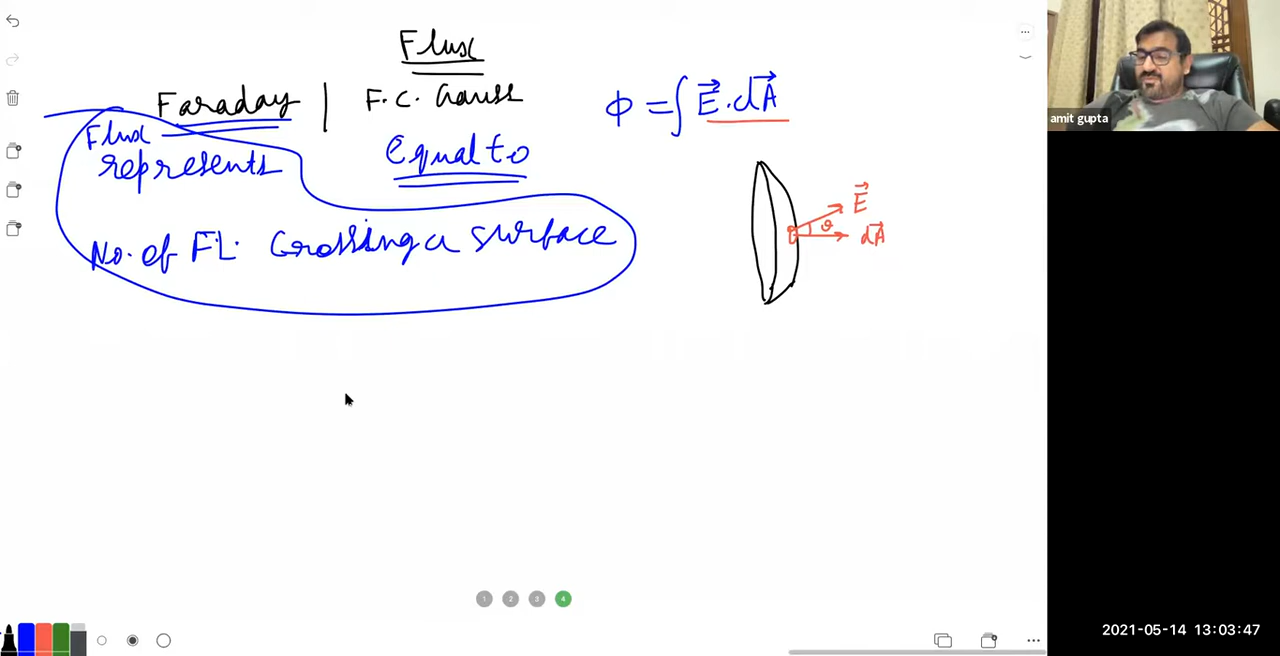 Flux
Faraday | F.C. Gauss
Φ = ∫ E⃗ . dA⃗
Flux
represents
Equal to
No. of FL. Crossing a surface
E⃗
θ
dA⃗
amit gupta
1 2 3 4
2021-05-14 13:03:47